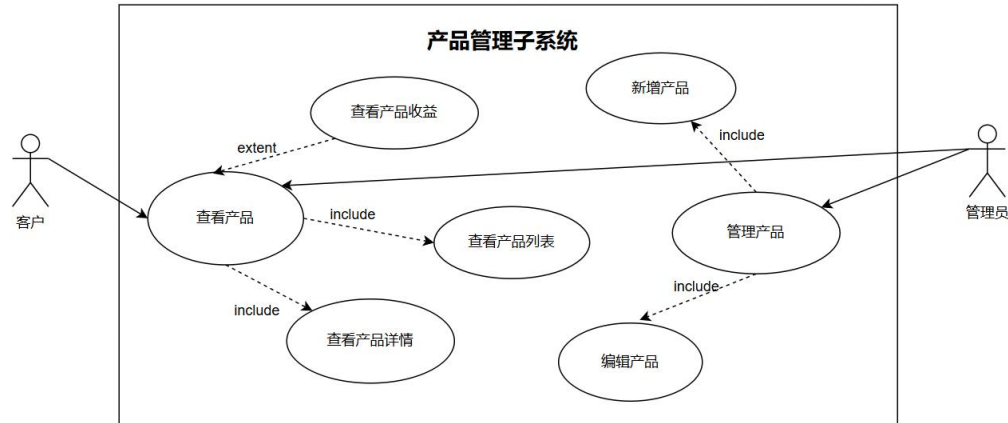 产品管理子系统
新增产品
查看产品收益
include
extent
客户
管理员
查看产品
include
管理产品
查看产品列表
include
include
查看产品详情
编辑产品